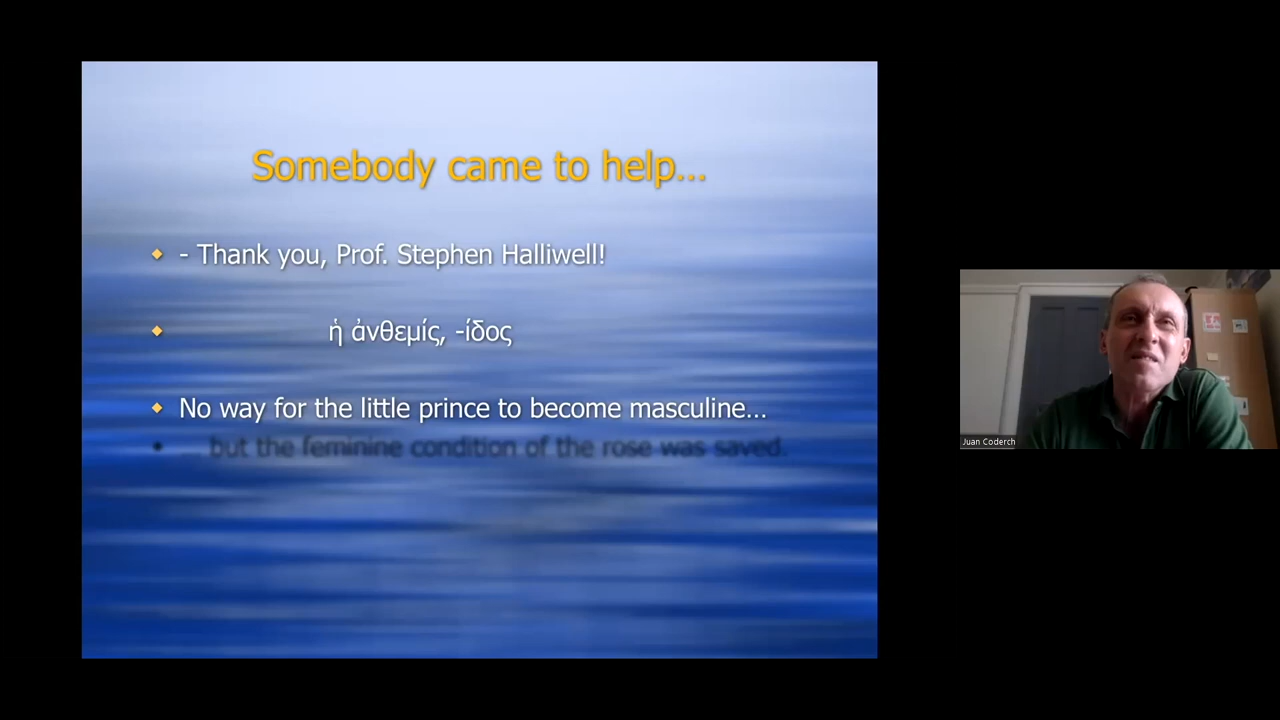 Somebody came to help...
- Thank you, Prof. Stephen Halliwell!
ἡ ἀνθεμίς, -ίδος
No way for the little prince to become masculine...
but the feminine condition of the rose was saved.
Juan Coderch